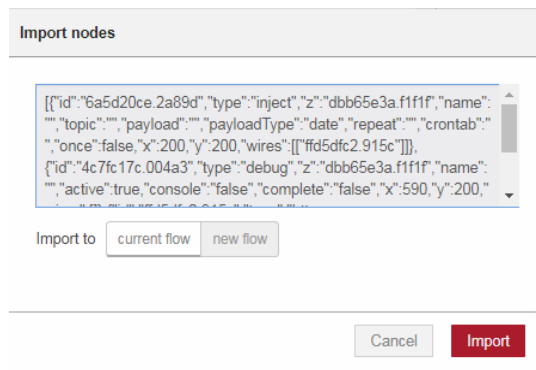 Import nodes
[{"id":"6a5d20ce.2a89d","type":"inject","z":"dbb65e3a.f1f1f","name":
"","topic":"","payload":"","payloadType":"date","repeat":"","crontab":"
","once":false,"x":200,"y":200,"wires":[["ffd5dfc2.915c"]]},
{"id":"4c7fc17c.004a3","type":"debug","z":"dbb65e3a.f1f1f","name":
"","active":true,"console":"false","complete":"false","x":590,"y":200,"
Import to
current flow
new flow
Cancel
Import